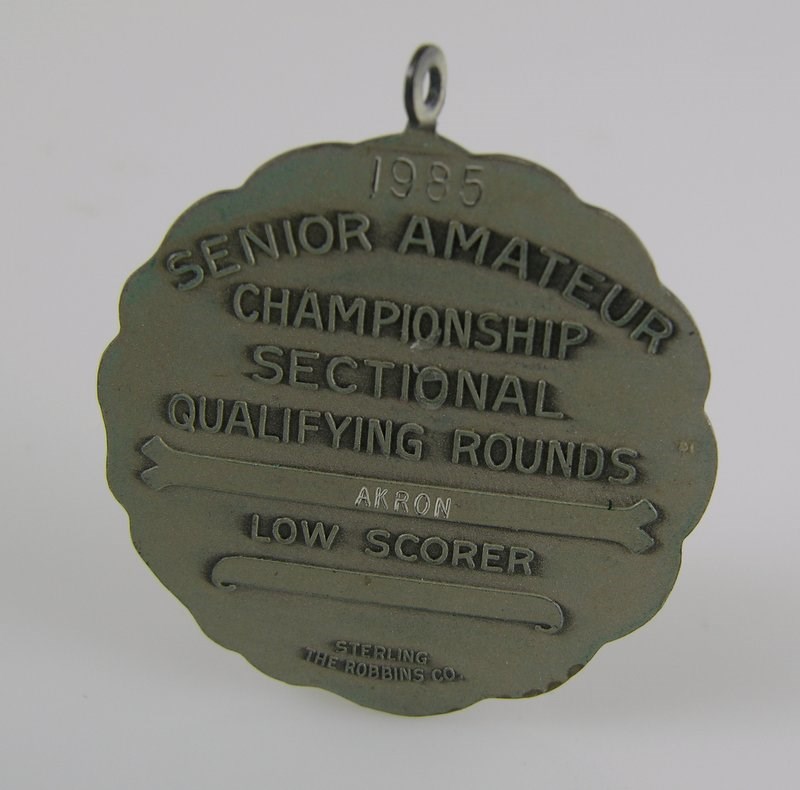 1985
SENIOR AMATEUR
CHAMPIONSHIP
SECTIONAL
QUALIFYING ROUNDS
AKRON
LOW SCORER
STERLING
THE ROBBINS CO.